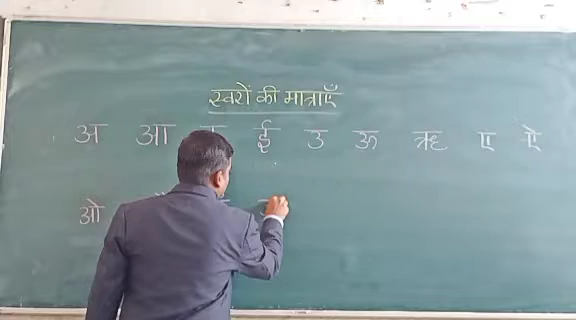 स्वरों की मात्राएँ
अ आ ई उ ऊ ऋ ए ऐ
ओ